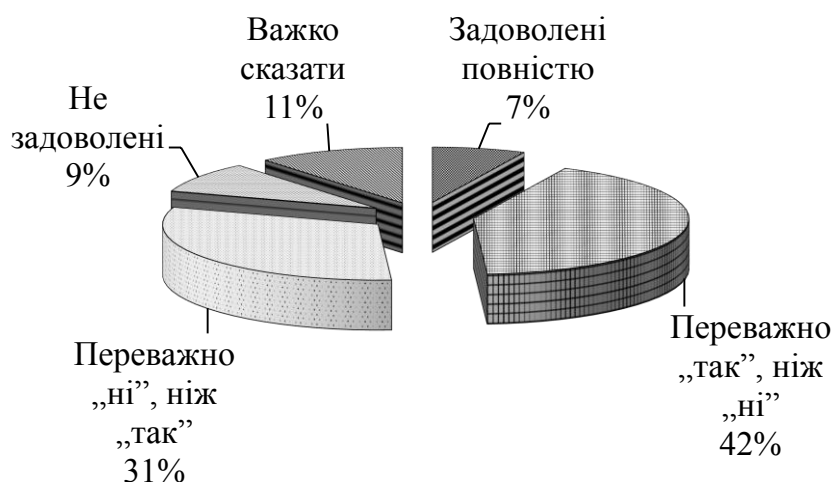 Важко
сказати
11%
Задоволені
повністю
7%
Не
задоволені
9%
Переважно
„ні”, ніж
„так”
31%
Переважно
„так”, ніж
„ні”
42%